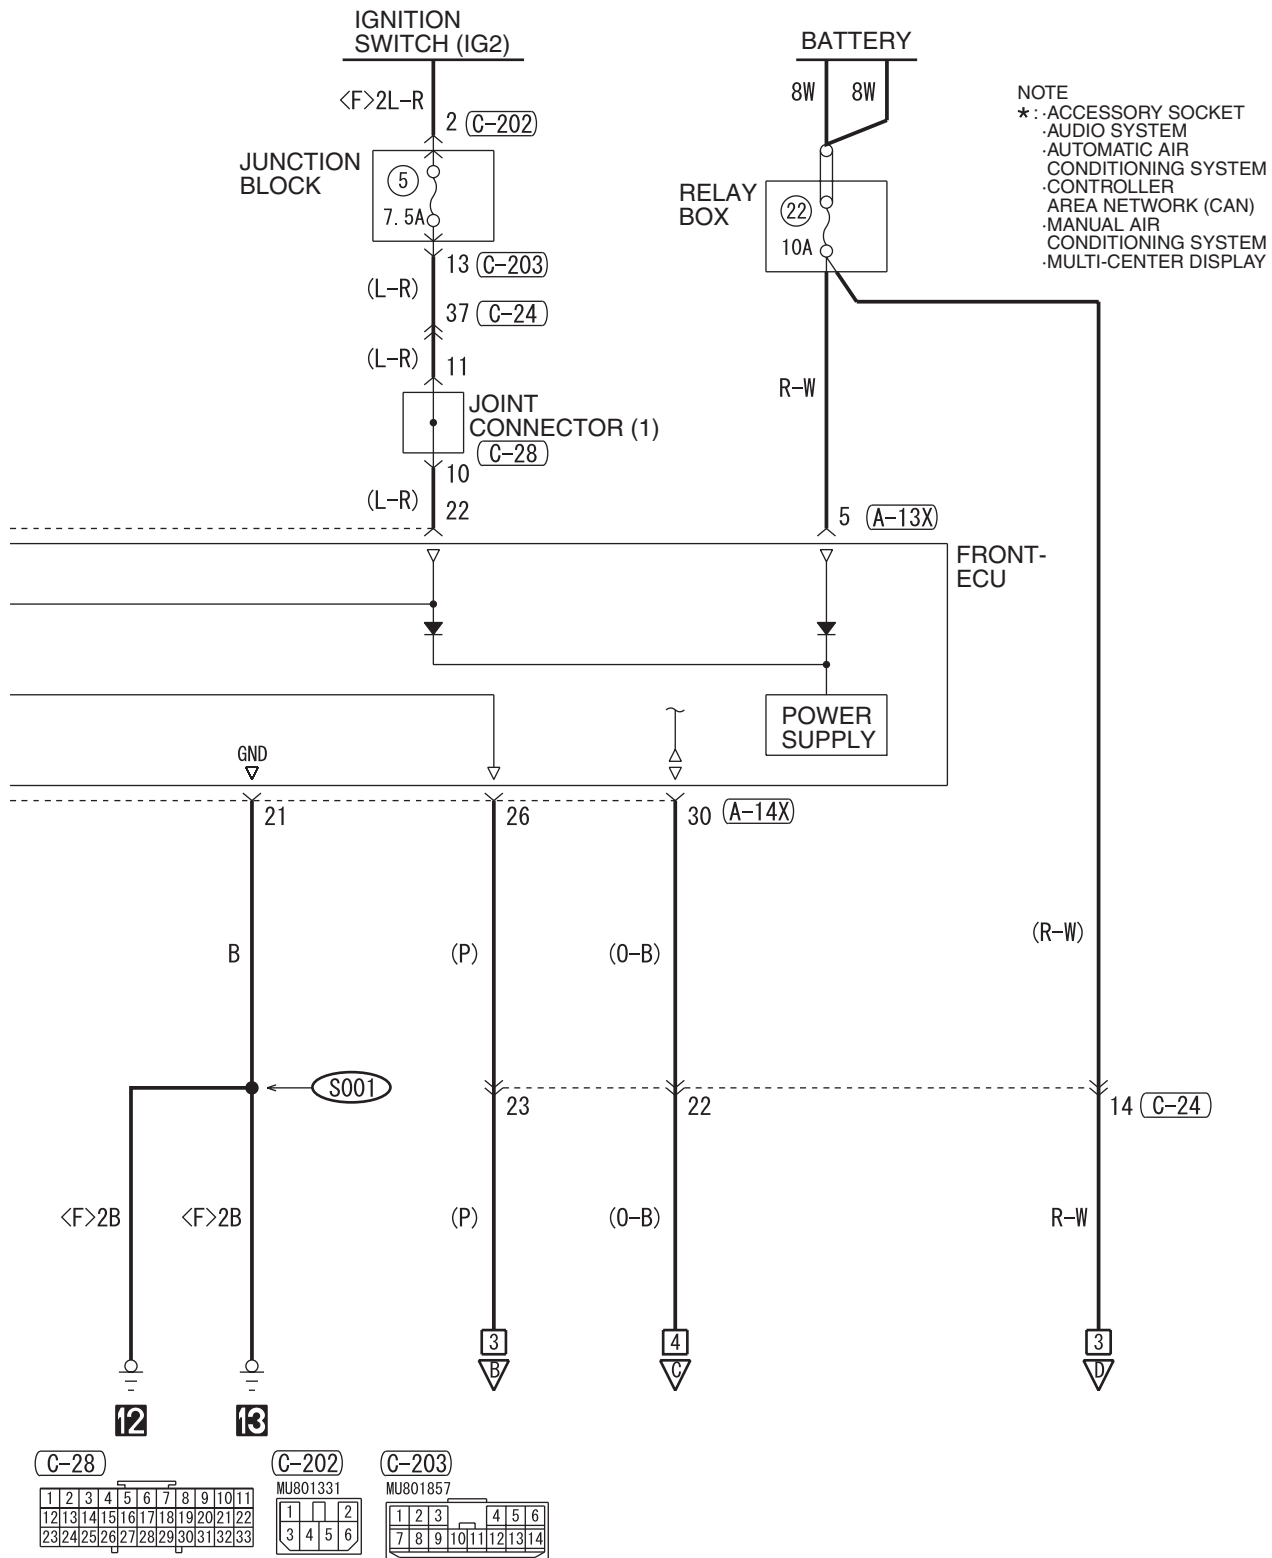 IGNITION
SWITCH (IG2)
BATTERY
<F>2L-R
8W
8W
NOTE
*:·ACCESSORY SOCKET
·AUDIO SYSTEM
·AUTOMATIC AIR
CONDITIONING SYSTEM
·CONTROLLER
AREA NETWORK (CAN)
·MANUAL AIR
CONDITIONING SYSTEM
·MULTI-CENTER DISPLAY
2 C-202
JUNCTION
BLOCK
5
7.5A
RELAY
BOX
22
10A
13 C-203
(L-R)
37 C-24
(L-R)
11
R-W
JOINT
CONNECTOR (1)
C-28
10
(L-R)
22
5 A-13X
FRONT-
ECU
POWER
SUPPLY
GND
21
26
30 A-14X
B
(P)
(O-B)
(R-W)
S001
23
22
14 C-24
<F>2B
<F>2B
(P)
(O-B)
R-W
3
4
3
B
C
D
12
13
C-28
1 2 3 4 5 6 7 8 9 10 11
12 13 14 15 16 17 18 19 20 21 22
23 24 25 26 27 28 29 30 31 32 33
C-202
MU801331
1 2
3 4 5 6
C-203
MU801857
1 2 3 4 5 6
7 8 9 10 11 12 13 14